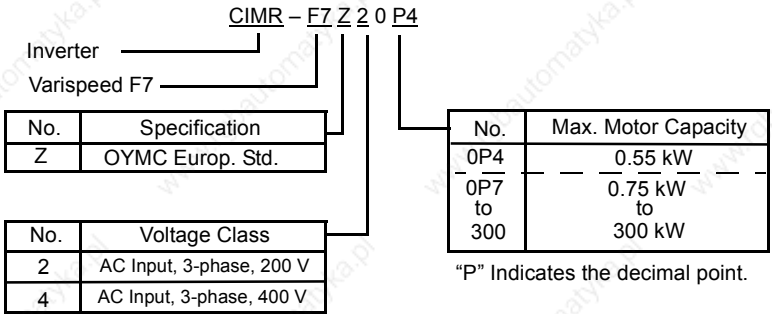 CIMR – F7 Z 2 0 P4
Inverter
Varispeed F7
No. Specification
Z OYMC Europ. Std.
No. Voltage Class
2 AC Input, 3-phase, 200 V
4 AC Input, 3-phase, 400 V
No. Max. Motor Capacity
0P4 0.55 kW
0P7 0.75 kW
to to
300 300 kW
“P” Indicates the decimal point.